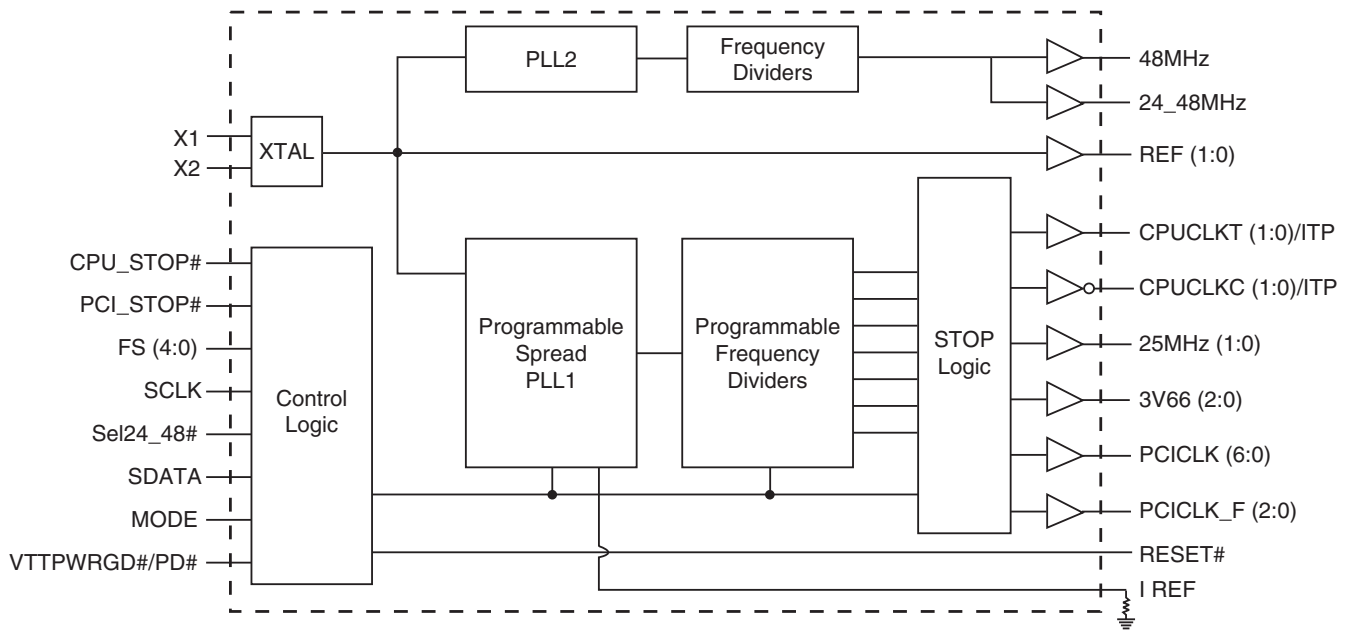 PLL2
Frequency
Dividers
48MHz
24_48MHz
X1
X2
XTAL
REF (1:0)
CPU_STOP#
PCI_STOP#
FS (4:0)
SCLK
Sel24_48#
SDATA
MODE
VTTPWRGD#/PD#
Control
Logic
Programmable
Spread
PLL1
Programmable
Frequency
Dividers
STOP
Logic
CPUCLKT (1:0)/ITP
CPUCLKC (1:0)/ITP
25MHz (1:0)
3V66 (2:0)
PCICLK (6:0)
PCICLK_F (2:0)
RESET#
I REF